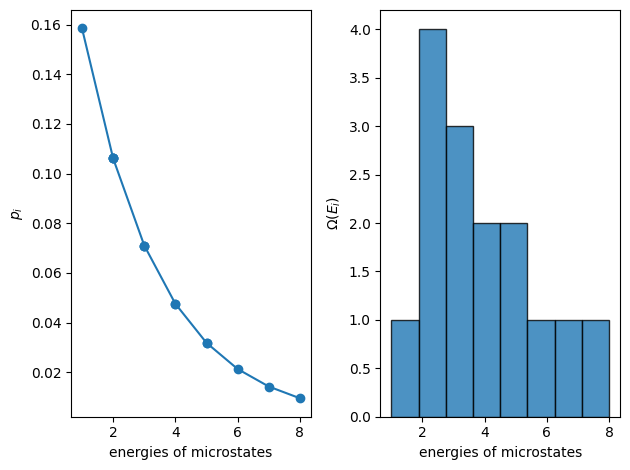 0.16
0.14
0.12
0.10
0.08
0.06
0.04
0.02
p_i
2 4 6 8
energies of microstates
4.0
3.5
3.0
2.5
2.0
1.5
1.0
0.5
0.0
Ω(E_i)
2 4 6 8
energies of microstates